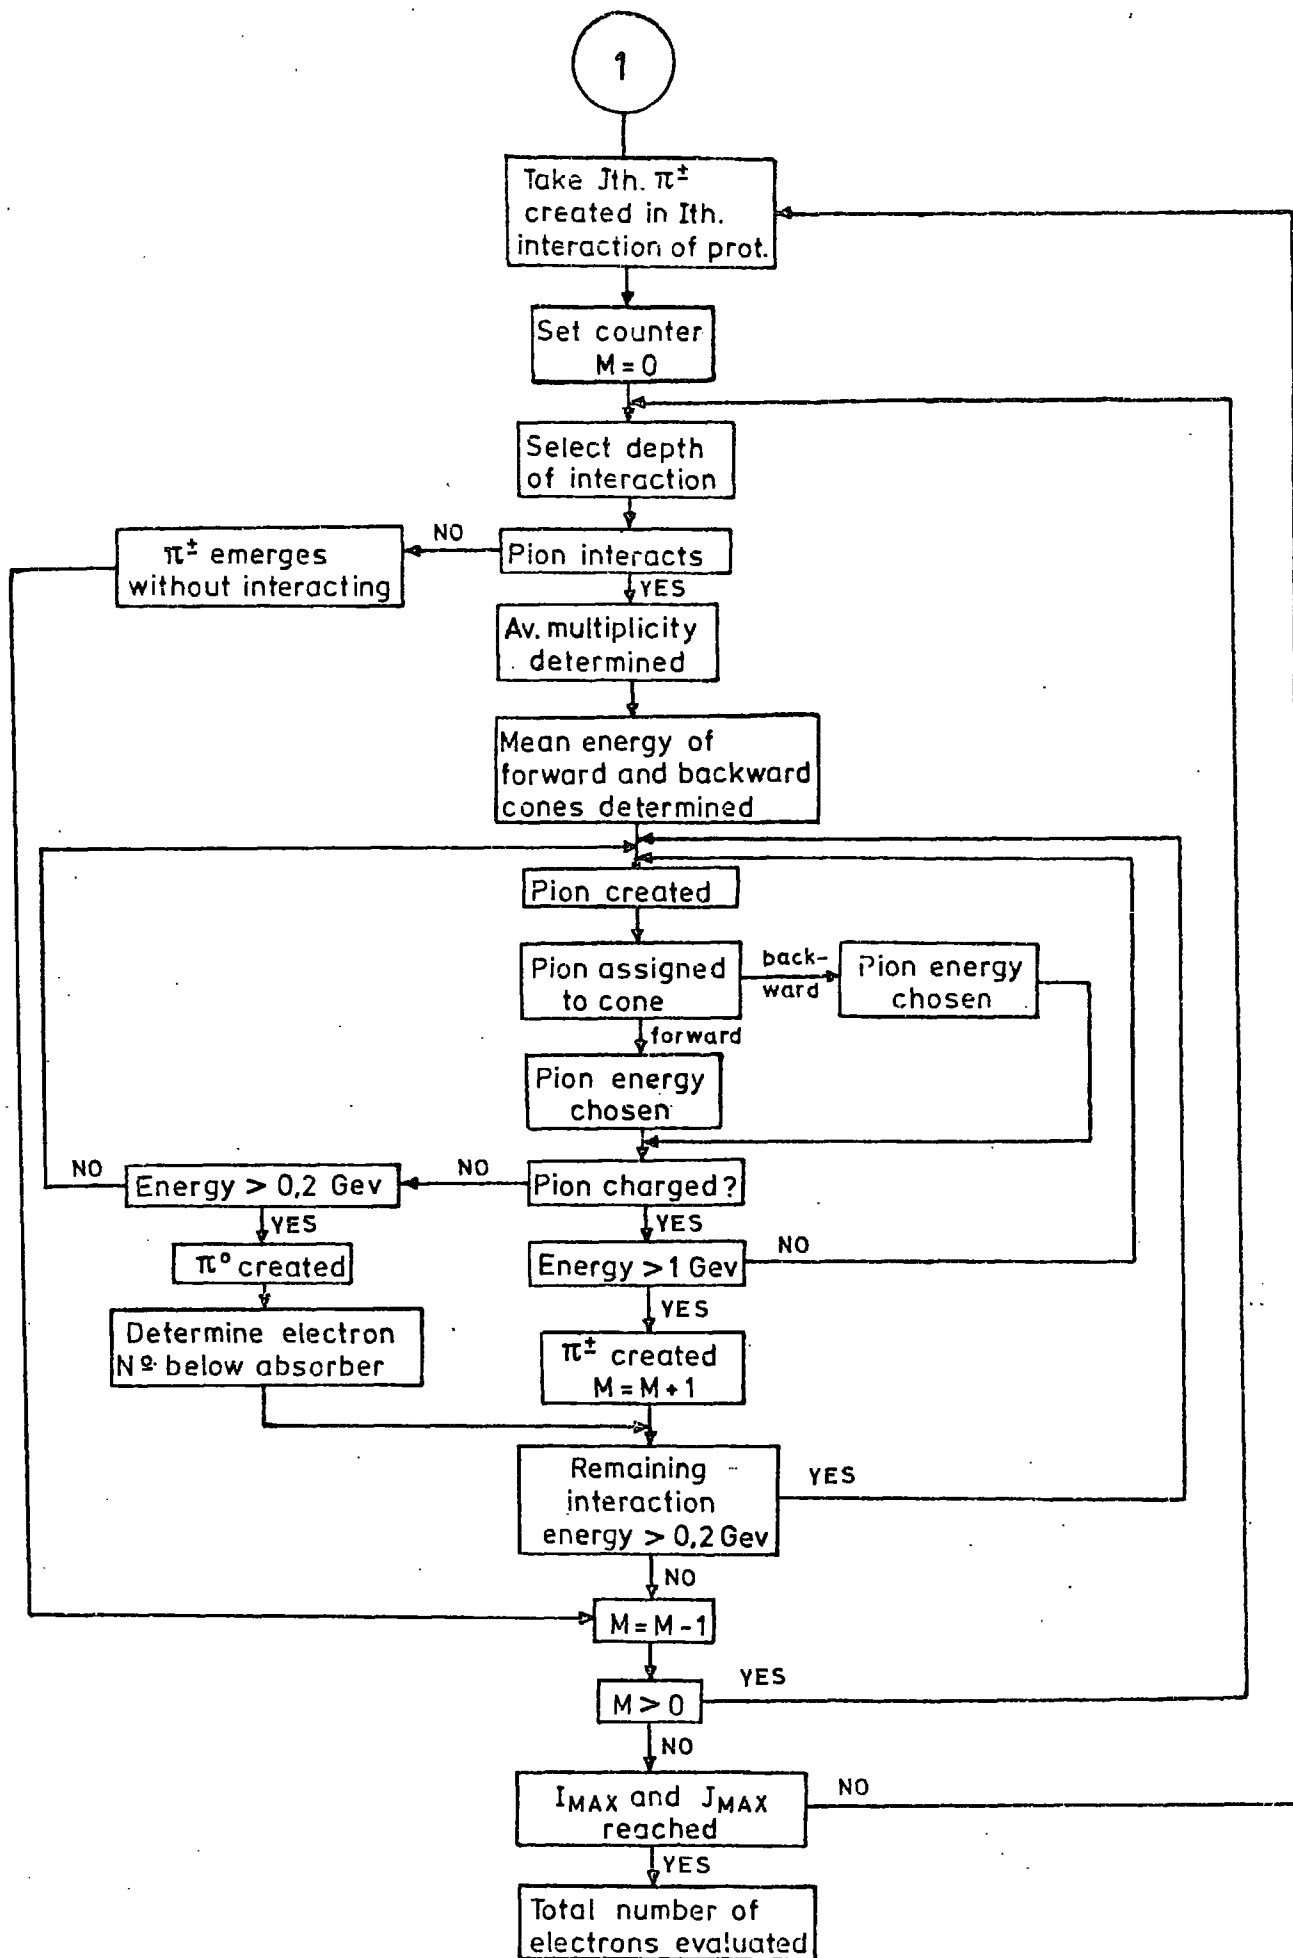 1
Take Jth. π±
created in Ith.
interaction of prot.
Set counter
M = 0
Select depth
of interaction
NO
Pion interacts
π± emerges
without interacting
YES
Av. multiplicity
determined
Mean energy of
forward and backward
cones determined
Pion created
Pion assigned
to cone
back-
ward
Pion energy
chosen
forward
Pion energy
chosen
NO
Energy > 0,2 Gev
NO
Pion charged?
YES
YES
π° created
Energy > 1 Gev
NO
YES
Determine electron
Nº below absorber
π± created
M = M + 1
Remaining
interaction
energy > 0,2 Gev
YES
NO
M = M - 1
M > 0
YES
NO
IMAX and JMAX
reached
NO
YES
Total number of
electrons evaluated